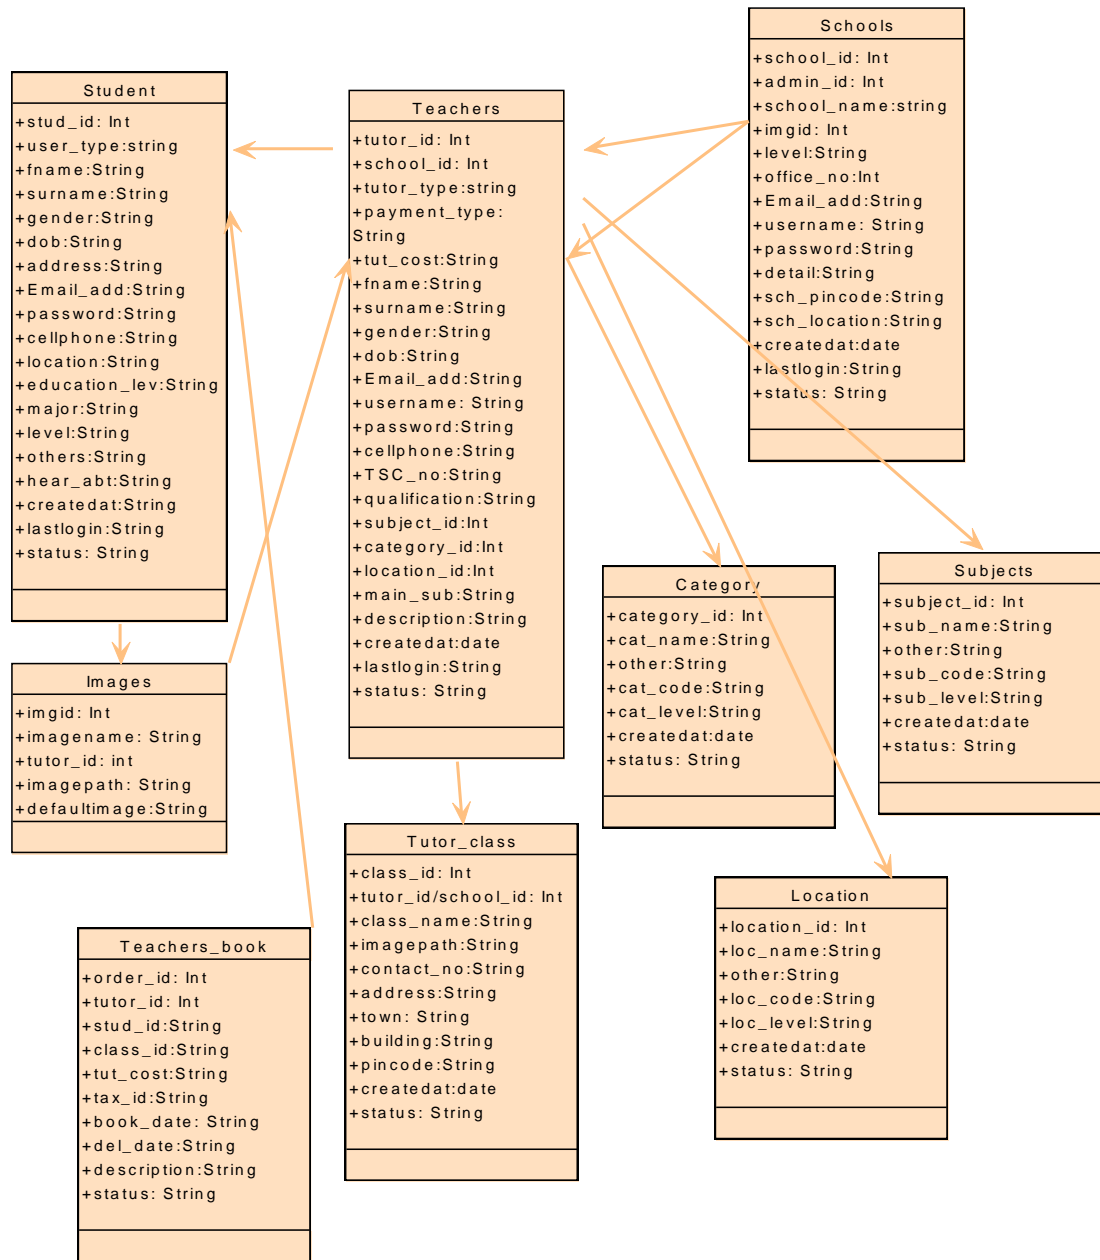 Schools
+school_id: Int
+admin_id: Int
+school_name:string
+imgid: Int
+level:String
+office_no:Int
+Email_add:String
+username: String
+password:String
+detail:String
+sch_pincode:String
+sch_location:String
+createdat:date
+lastlogin:String
+status: String
Student
+stud_id: Int
+user_type:string
+fname:String
+surname:String
+gender:String
+dob:String
+address:String
+Email_add:String
+password:String
+cellphone:String
+location:String
+education_lev:String
+major:String
+level:String
+others:String
+hear_abt:String
+createdat:String
+lastlogin:String
+status: String
Teachers
+tutor_id: Int
+school_id: Int
+tutor_type:string
+payment_type:
String
+tut_cost:String
+fname:String
+surname:String
+gender:String
+dob:String
+Email_add:String
+username: String
+password:String
+cellphone:String
+TSC_no:String
+qualification:String
+subject_id:Int
+category_id:Int
+location_id:Int
+main_sub:String
+description:String
+createdat:date
+lastlogin:String
+status: String
Category
+category_id: Int
+cat_name:String
+other:String
+cat_code:String
+cat_level:String
+createdat:date
+status: String
Subjects
+subject_id: Int
+sub_name:String
+other:String
+sub_code:String
+sub_level:String
+createdat:date
+status: String
Images
+imgid: Int
+imagename: String
+tutor_id: int
+imagepath: String
+defaultimage:String
Tutor_class
+class_id: Int
+tutor_id/school_id: Int
+class_name:String
+imagepath:String
+contact_no:String
+address:String
+town: String
+building:String
+pincode:String
+createdat:date
+status: String
Location
+location_id: Int
+loc_name:String
+other:String
+loc_code:String
+loc_level:String
+createdat:date
+status: String
Teachers_book
+order_id: Int
+tutor_id: Int
+stud_id:String
+class_id:String
+tut_cost:String
+tax_id:String
+book_date: String
+del_date:String
+description:String
+status: String